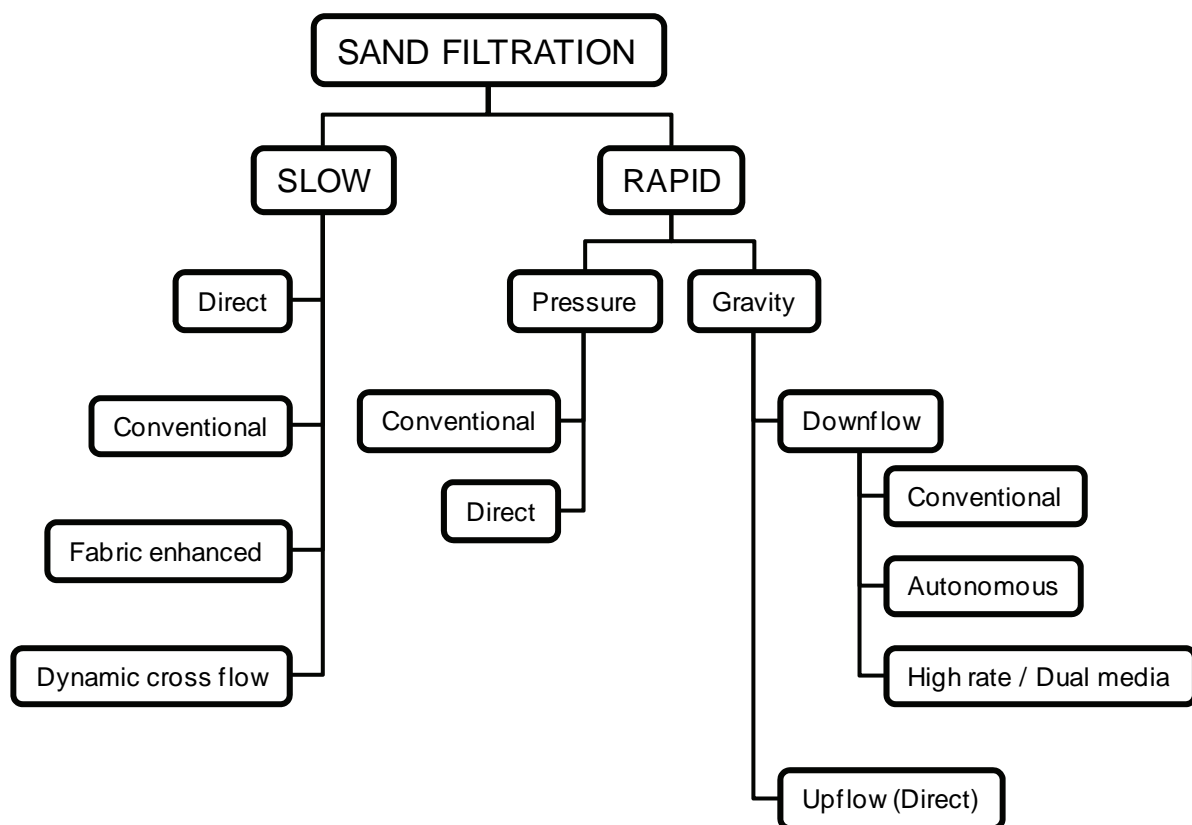 SAND FILTRATION
SLOW
RAPID
Direct
Pressure
Gravity
Conventional
Conventional
Downflow
Direct
Conventional
Fabric enhanced
Autonomous
Dynamic cross flow
High rate / Dual media
Upflow (Direct)